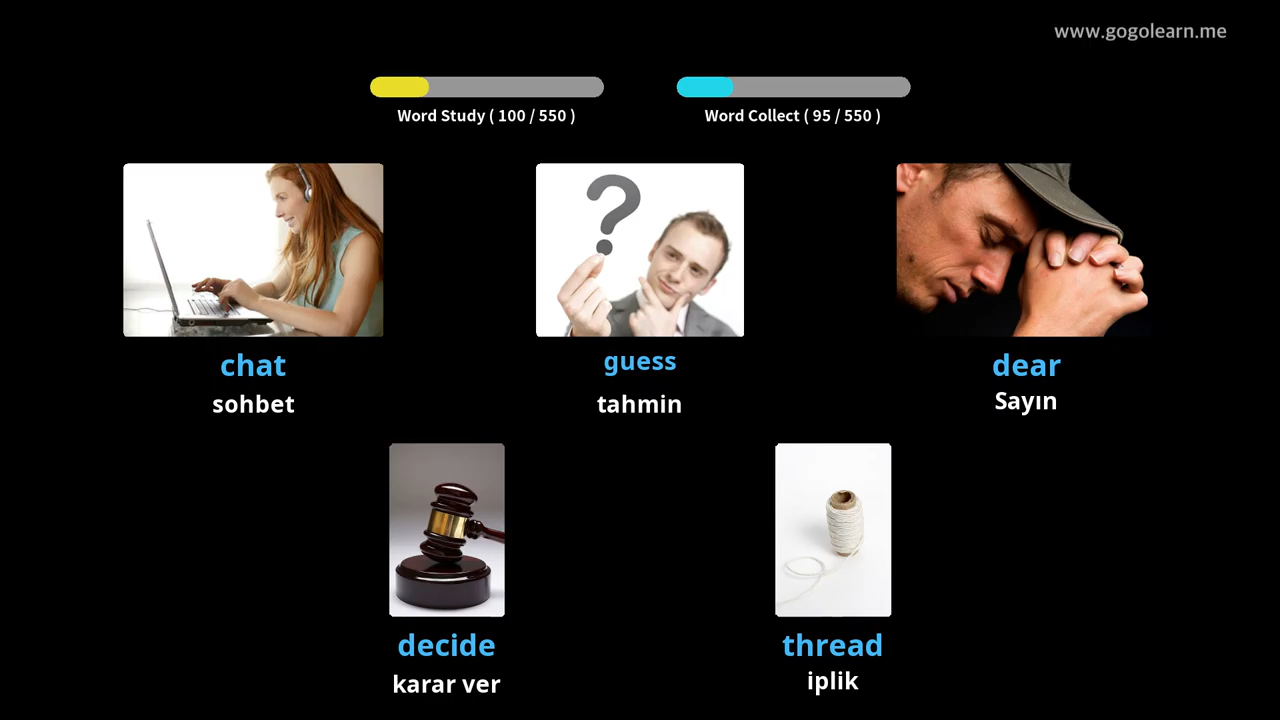 www.gogolearn.me
Word Study ( 100 / 550 )
Word Collect ( 95 / 550 )
chat
sohbet
guess
tahmin
dear
Sayın
decide
karar ver
thread
iplik